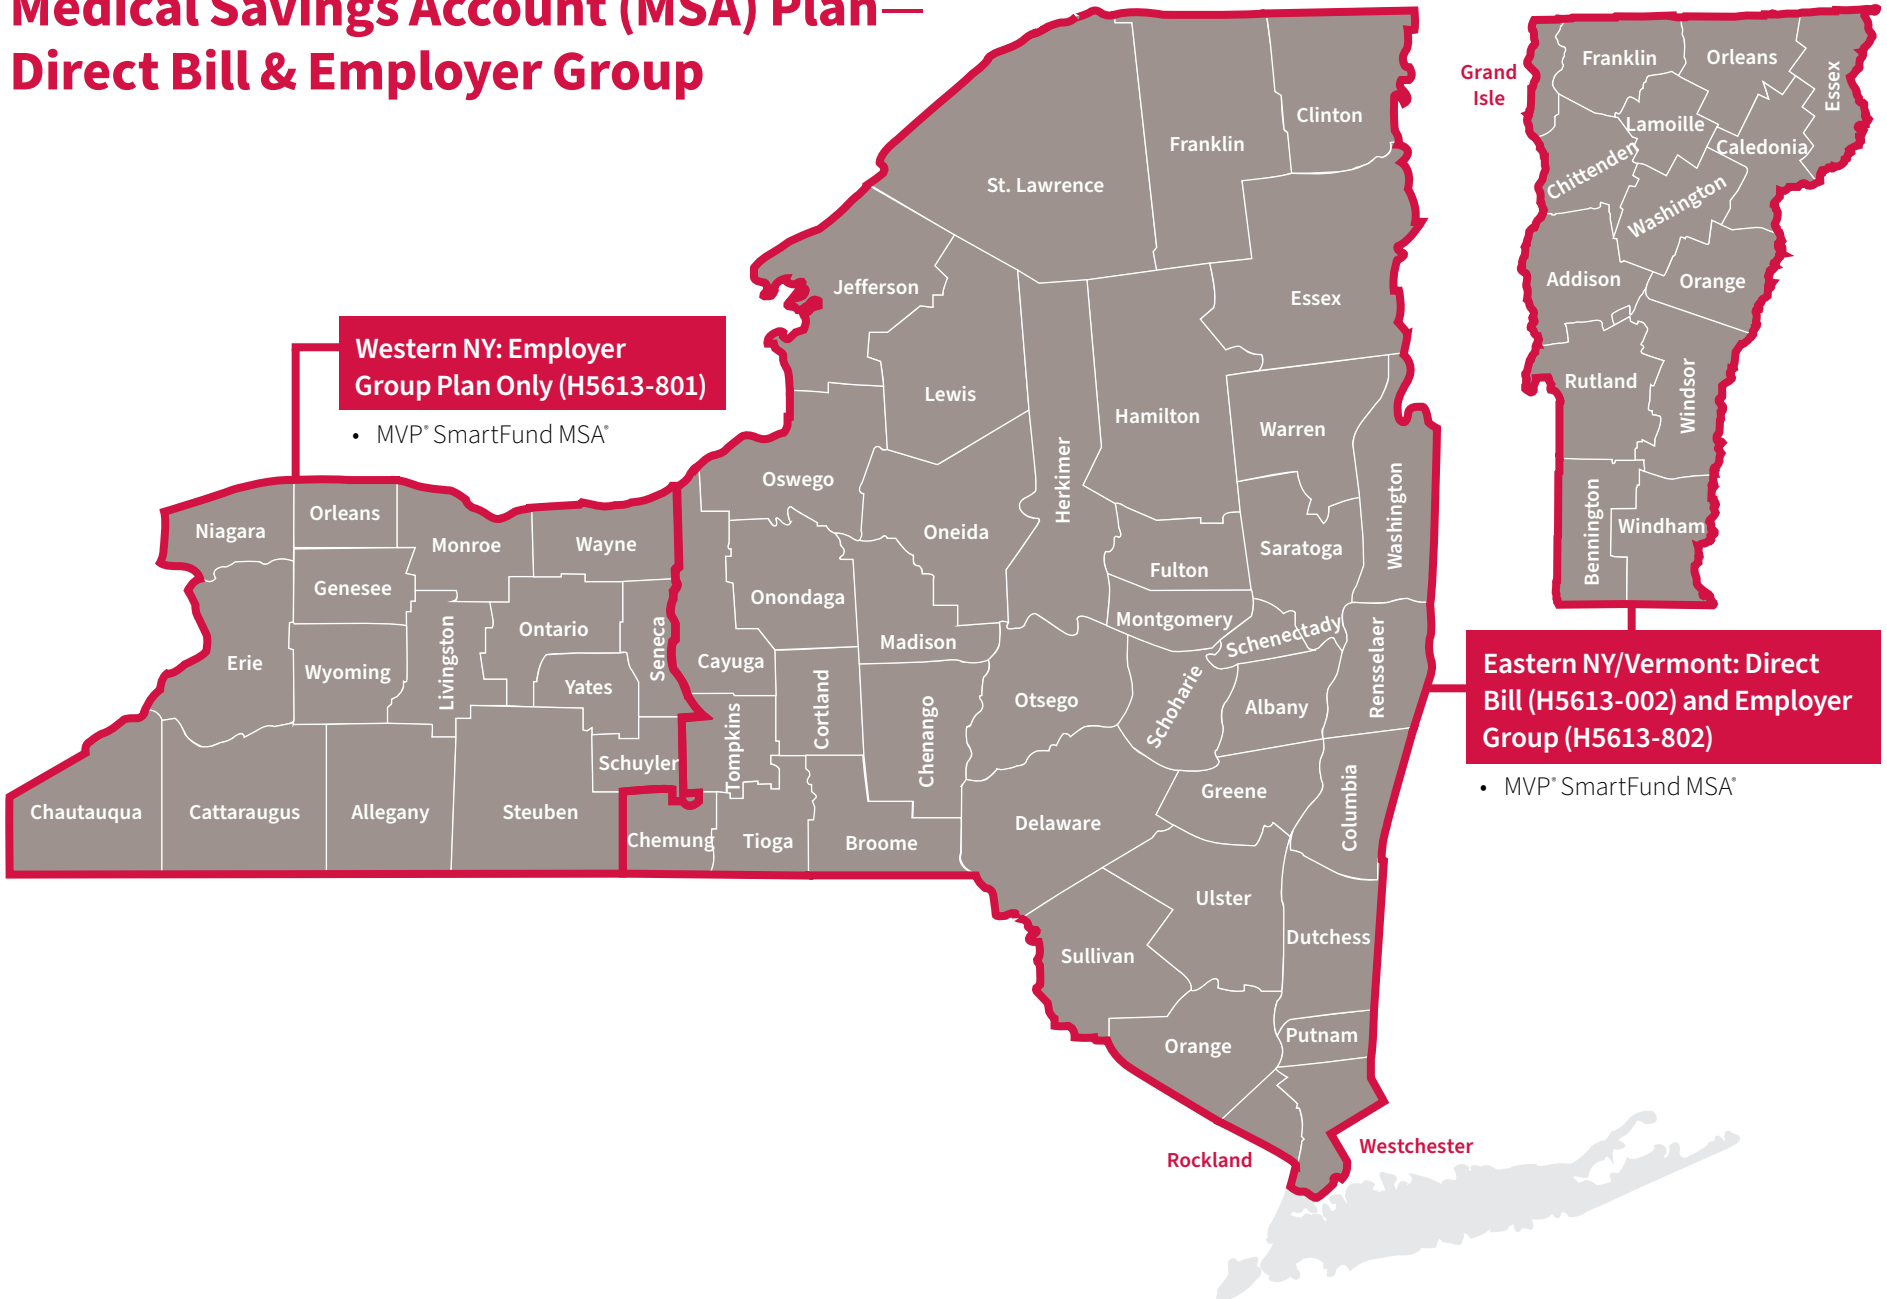 Medical Savings Account (MSA) Plan—
Direct Bill & Employer Group
Western NY: Employer
Group Plan Only (H5613-801)
• MVP® SmartFund MSA®
Eastern NY/Vermont: Direct
Bill (H5613-002) and Employer
Group (H5613-802)
• MVP® SmartFund MSA®
Grand
Isle
Franklin
Orleans
Essex
Lamoille
Caledonia
Chittenden
Washington
Addison
Orange
Rutland
Windsor
Bennington
Windham
Clinton
Franklin
St. Lawrence
Jefferson
Essex
Lewis
Hamilton
Warren
Herkimer
Washington
Oswego
Oneida
Saratoga
Fulton
Niagara
Orleans
Monroe
Wayne
Genesee
Onondaga
Montgomery
Madison
Schenectady
Ontario
Seneca
Livingston
Erie
Wyoming
Yates
Cayuga
Cortland
Tompkins
Chenango
Otsego
Schoharie
Albany
Rensselaer
Schuyler
Chautauqua
Cattaraugus
Allegany
Steuben
Chemung
Tioga
Broome
Delaware
Greene
Columbia
Ulster
Sullivan
Dutchess
Orange
Putnam
Rockland
Westchester